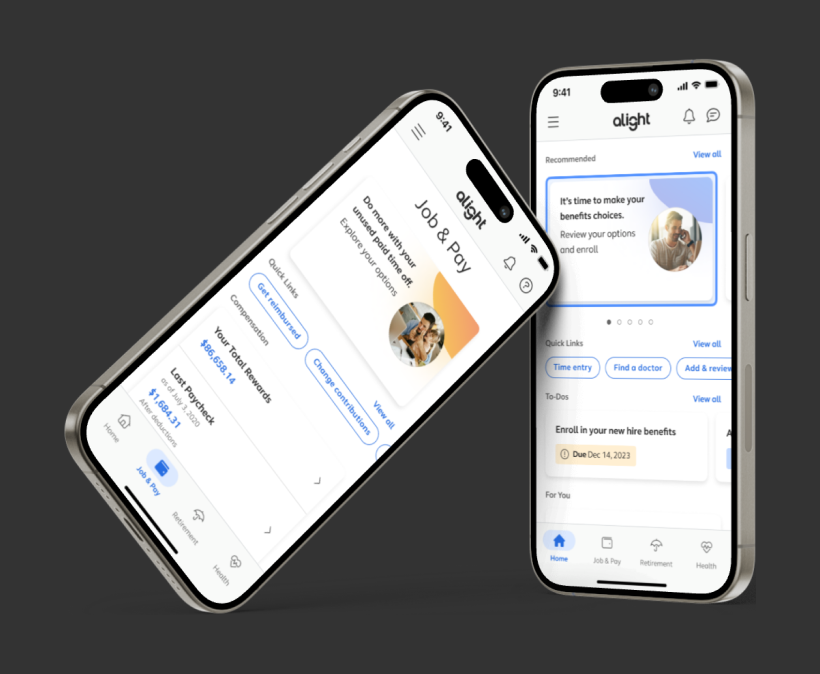 9:41
alight
Job & Pay
Do more with your
unused paid time off.
Explore your options
Quick Links
View all
Get reimbursed
Change contributions
Compensation
Your Total Rewards
$86,658.14
Last Paycheck
as of July 3, 2020
$1,684.31
After deductions
Home
Job & Pay
Retirement
Health
9:41
alight
Recommended View all
It's time to make your
benefits choices.
Review your options
and enroll
Quick Links View all
Time entry Find a doctor Add & review
To-Dos View all
Enroll in your new hire benefits A
Due Dec 14, 2023
For You
Home Job & Pay Retirement Health